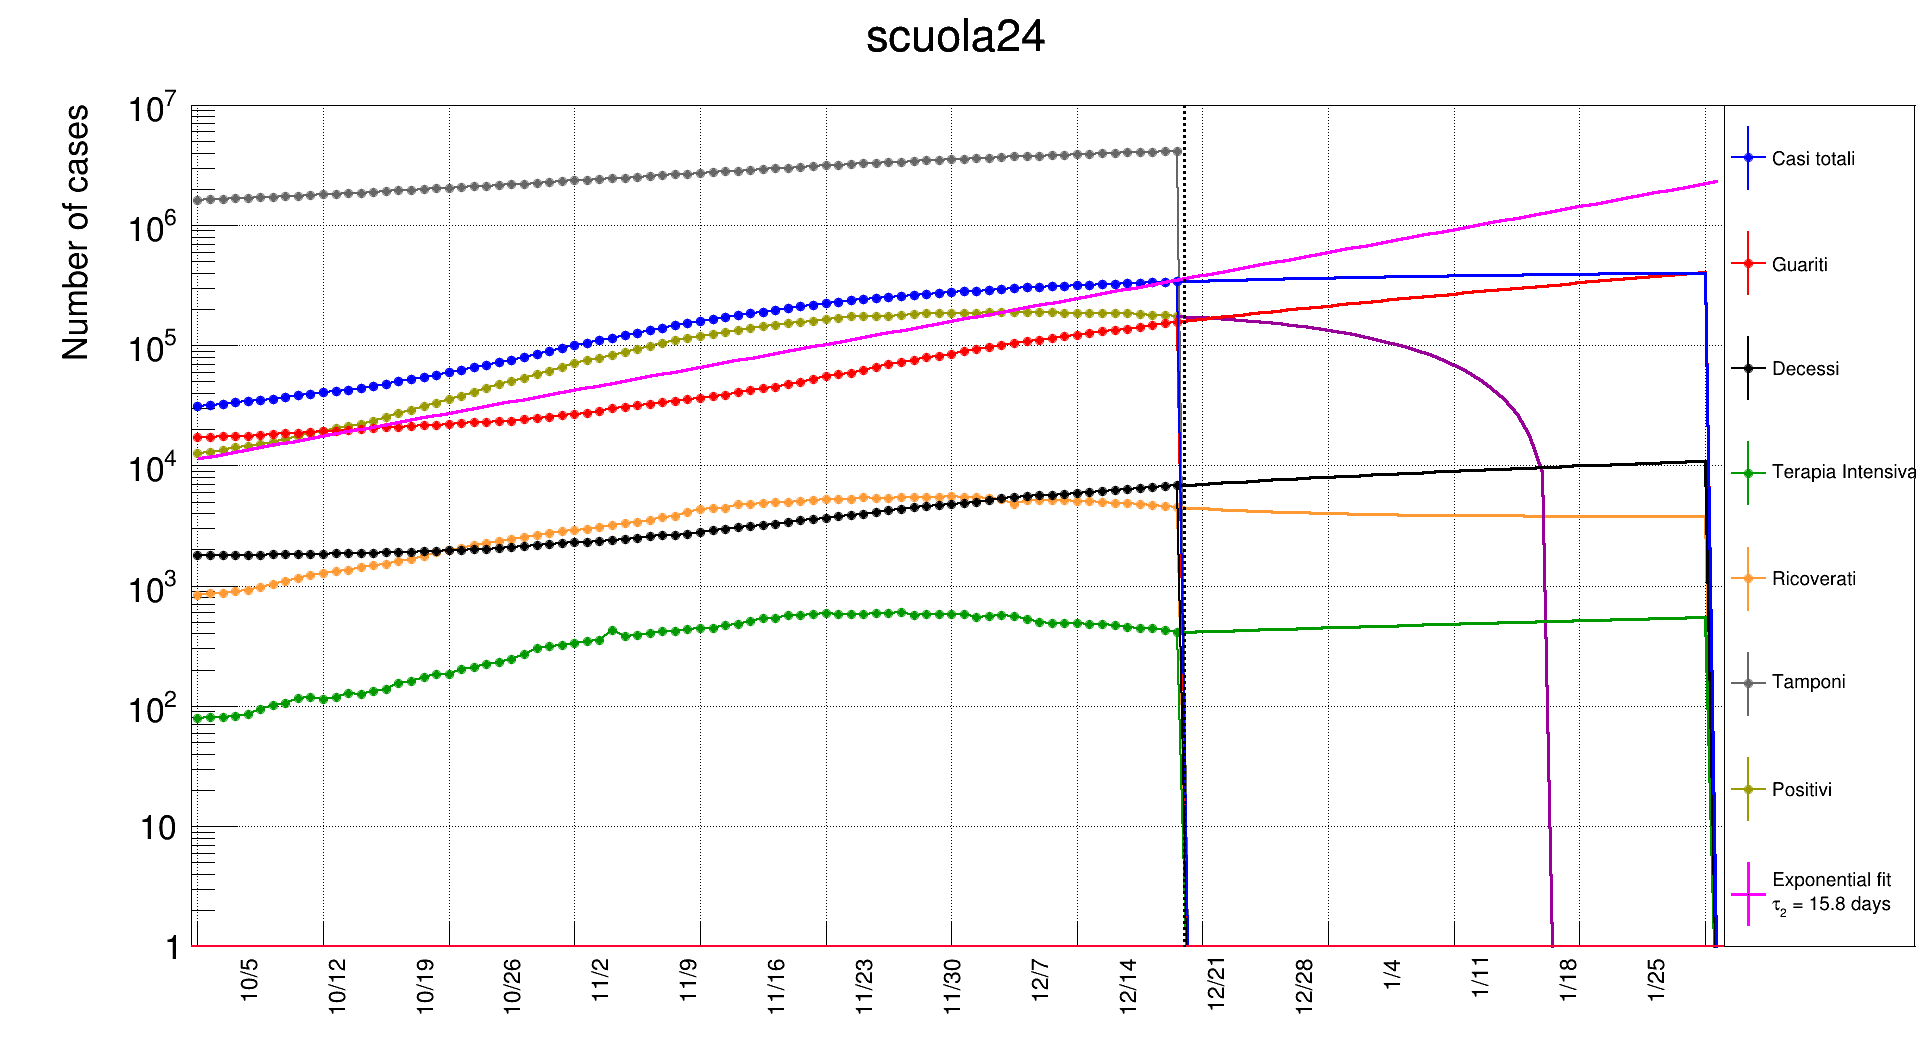 scuola24
Number of cases
10^7
10^6
10^5
10^4
10^3
10^2
10
1
10/5
10/12
10/19
10/26
11/2
11/9
11/16
11/23
11/30
12/7
12/14
12/21
12/28
1/4
1/11
1/18
1/25
Casi totali
Guariti
Decessi
Terapia Intensiva
Ricoverati
Tamponi
Positivi
Exponential fit
τ₂ = 15.8 days